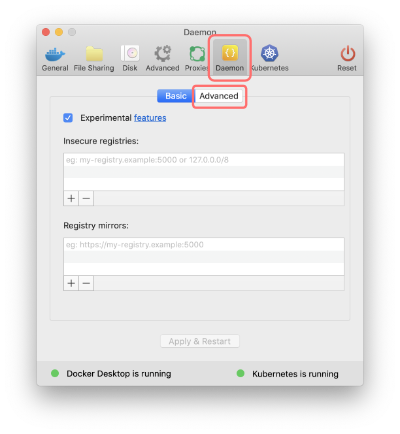 Daemon
General File Sharing Disk Advanced Proxies Daemon Kubernetes Reset
Basic Advanced
Experimental features
Insecure registries:
eg: my-registry.example:5000 or 127.0.0.0/8
+ −
Registry mirrors:
eg: https://my-registry.example:5000
+ −
Apply & Restart
Docker Desktop is running Kubernetes is running